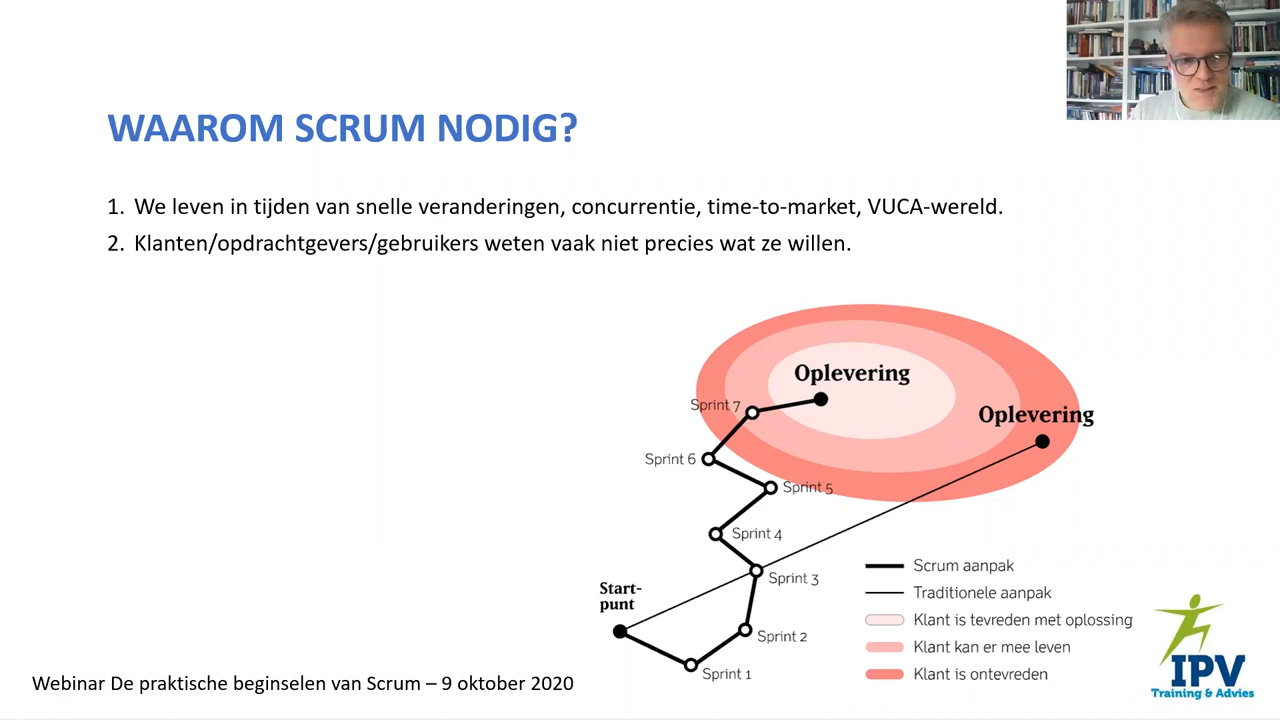 WAAROM SCRUM NODIG?
1. We leven in tijden van snelle veranderingen, concurrentie, time-to-market, VUCA-wereld.
2. Klanten/opdrachtgevers/gebruikers weten vaak niet precies wat ze willen.
Oplevering
Oplevering
Sprint 7
Sprint 6
Sprint 5
Sprint 4
Sprint 3
Start-
punt
Sprint 2
Sprint 1
Scrum aanpak
Traditionele aanpak
Klant is tevreden met oplossing
Klant kan er mee leven
Klant is ontevreden
IPV
Training & Advies
Webinar De praktische beginselen van Scrum – 9 oktober 2020